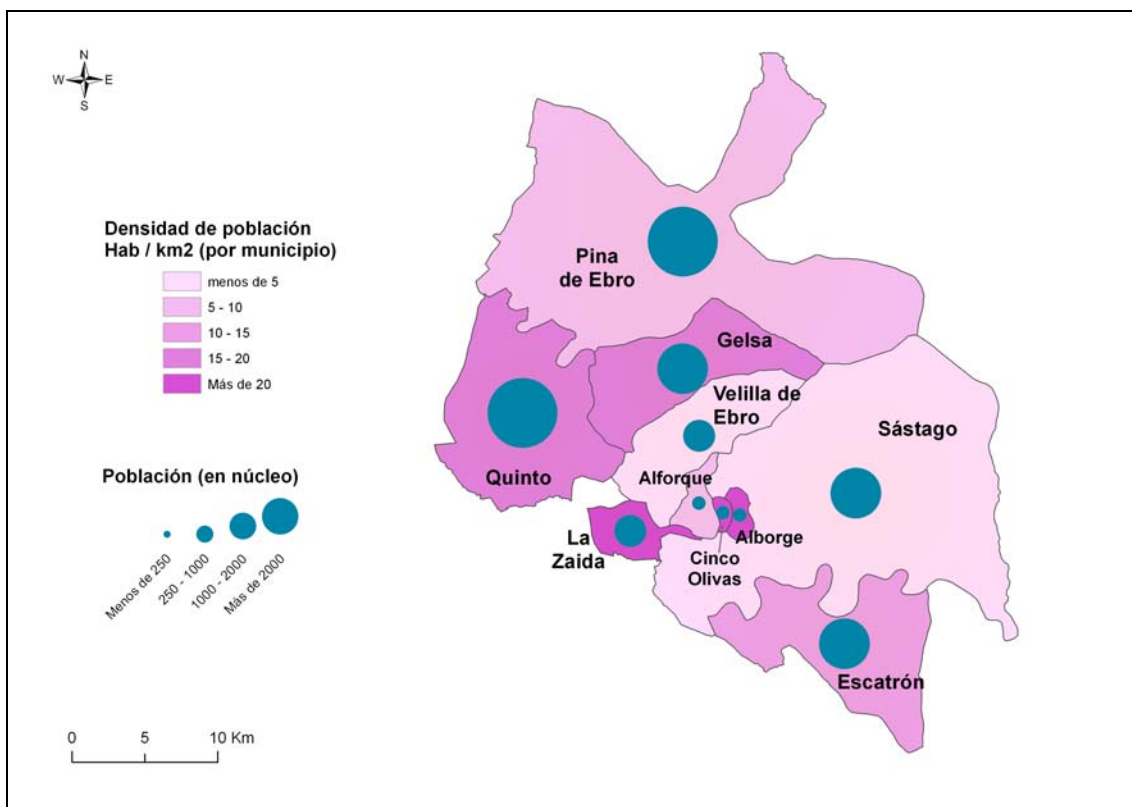 N
W E
S
Densidad de población
Hab / km2 (por municipio)
menos de 5
5 - 10
10 - 15
15 - 20
Más de 20
Población (en núcleo)
Menos de 250
250 - 1000
1000 - 2000
Más de 2000
0 5 10 Km
Pina
de Ebro
Gelsa
Velilla de
Ebro
Sástago
Quinto
Alforque
La
Zaida
Alborge
Cinco
Olivas
Escatrón